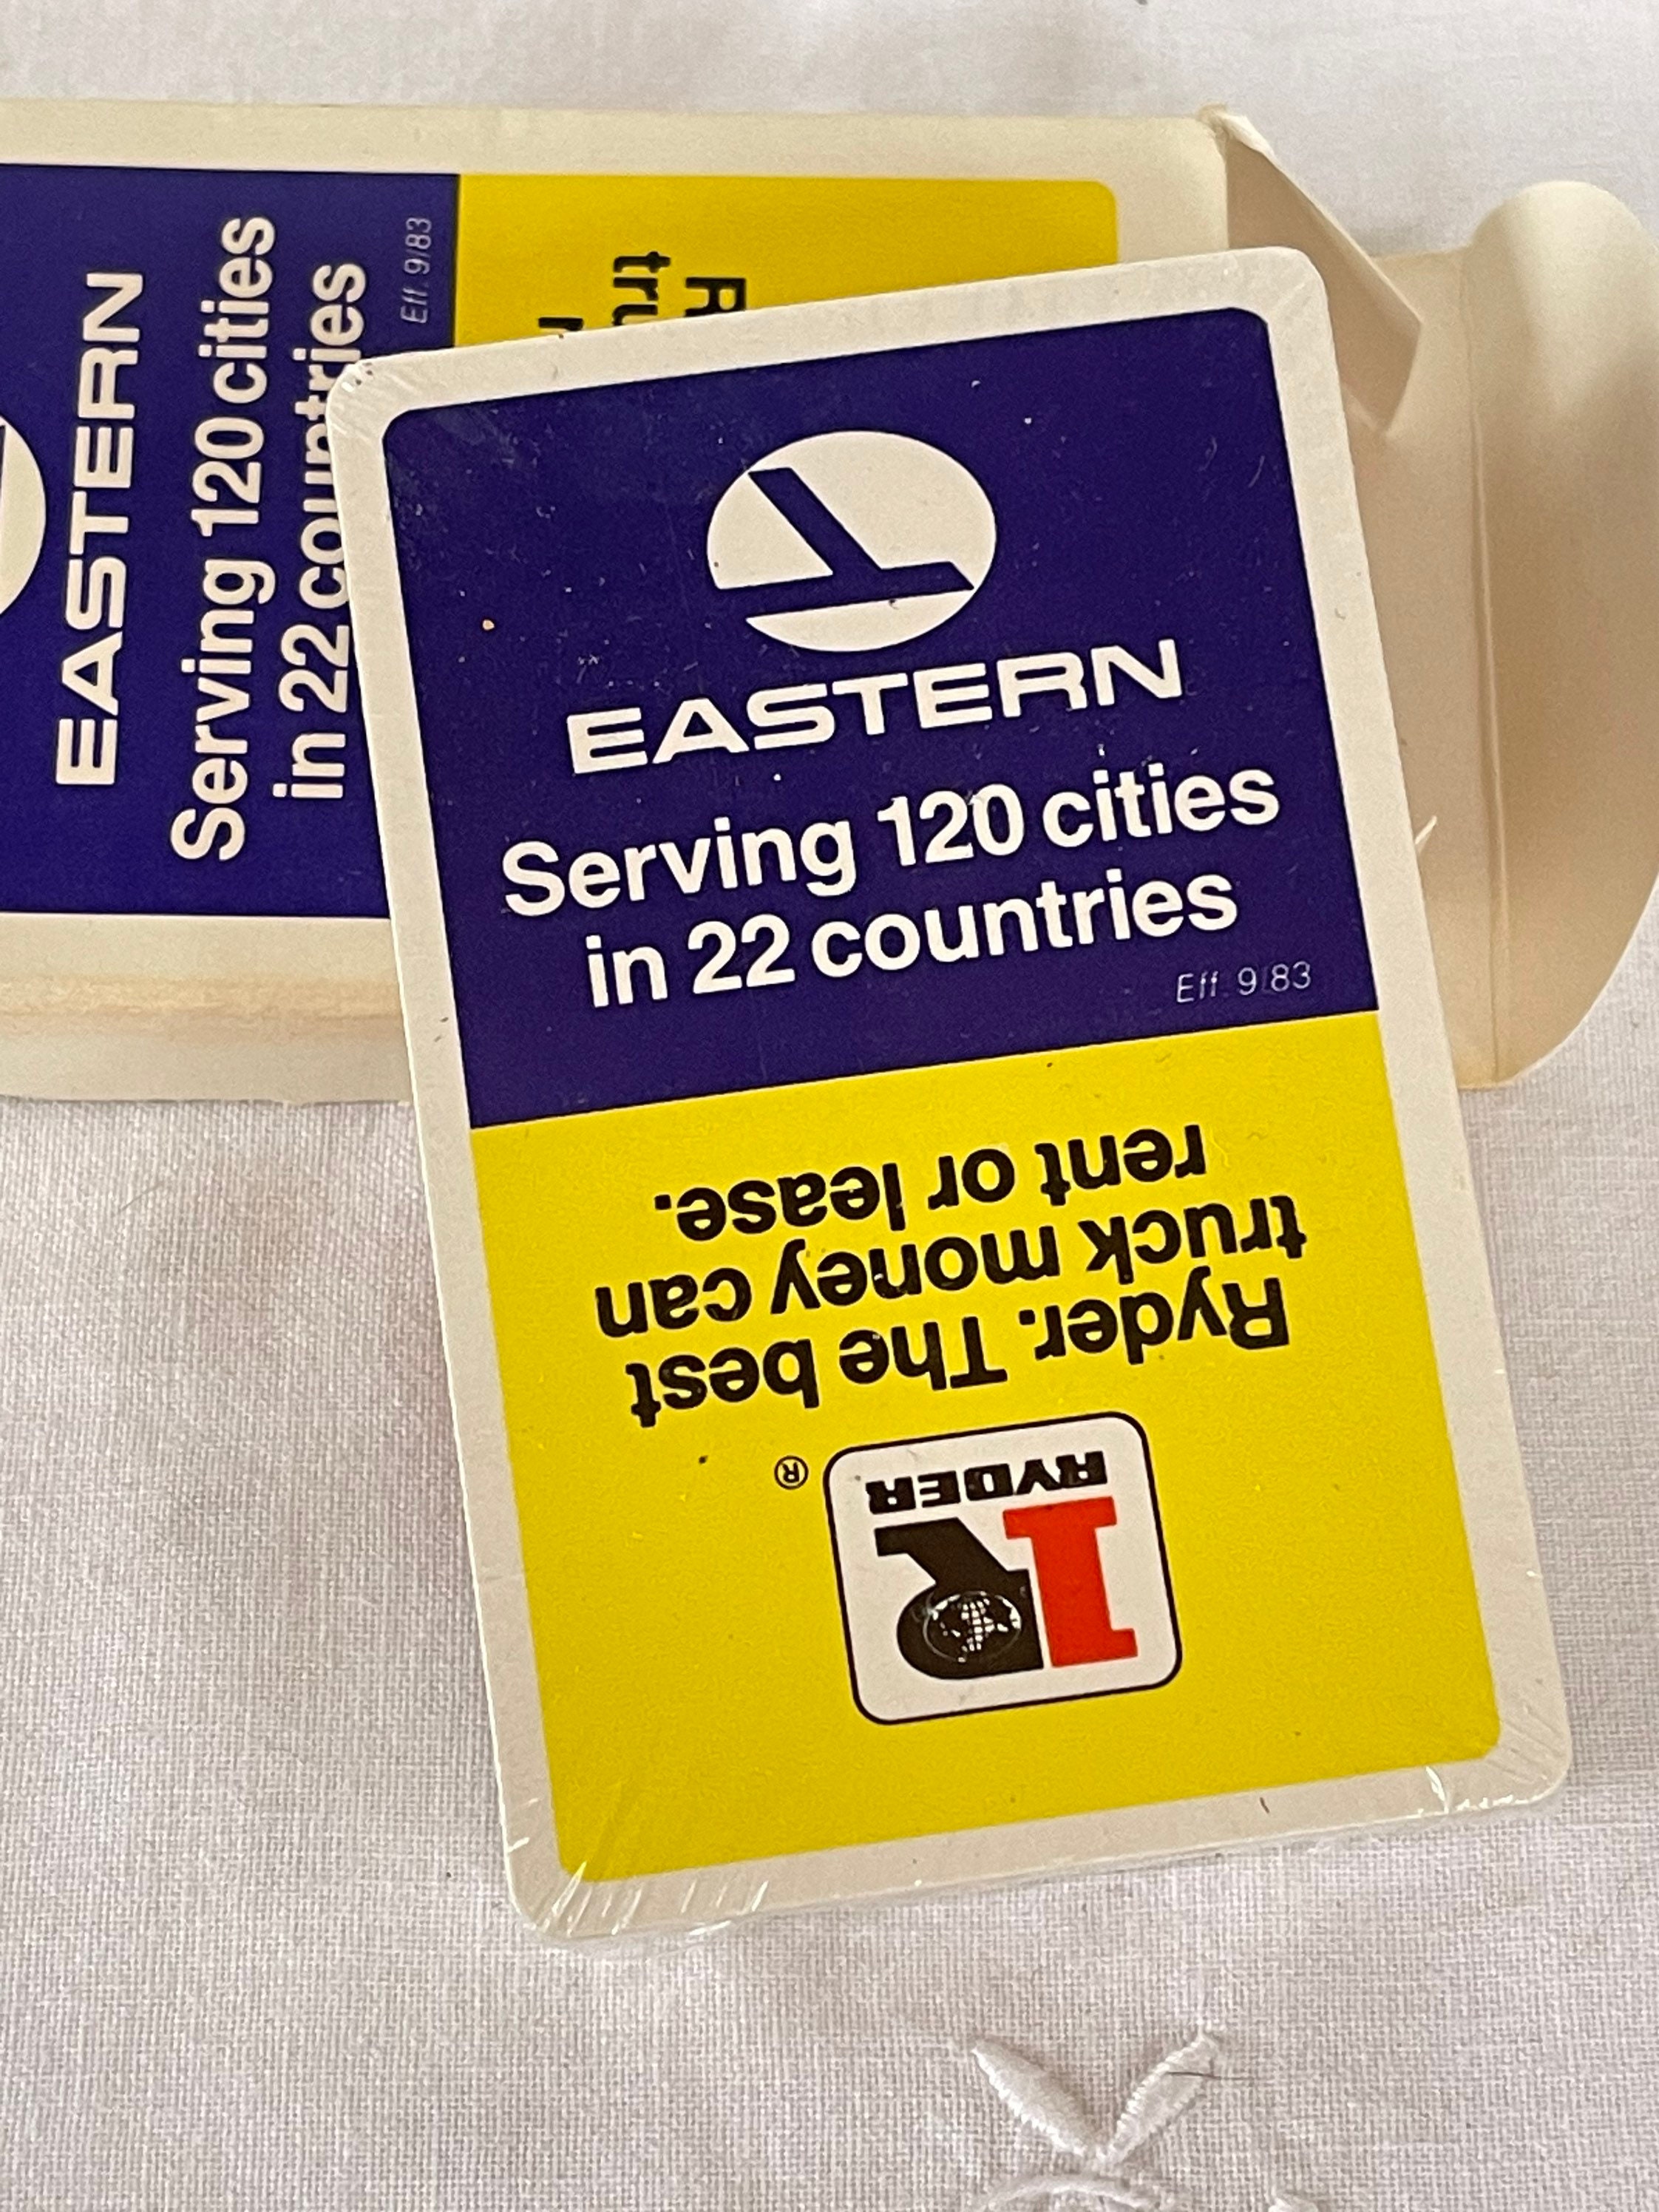 EASTERN
Serving 120 cities
in 22 countries
Eff. 9/83
EASTERN
Serving 120 cities
in 22 countries
Eff. 9/83
Ryder. The best
truck money can
rent or lease.
RYDER
R
®